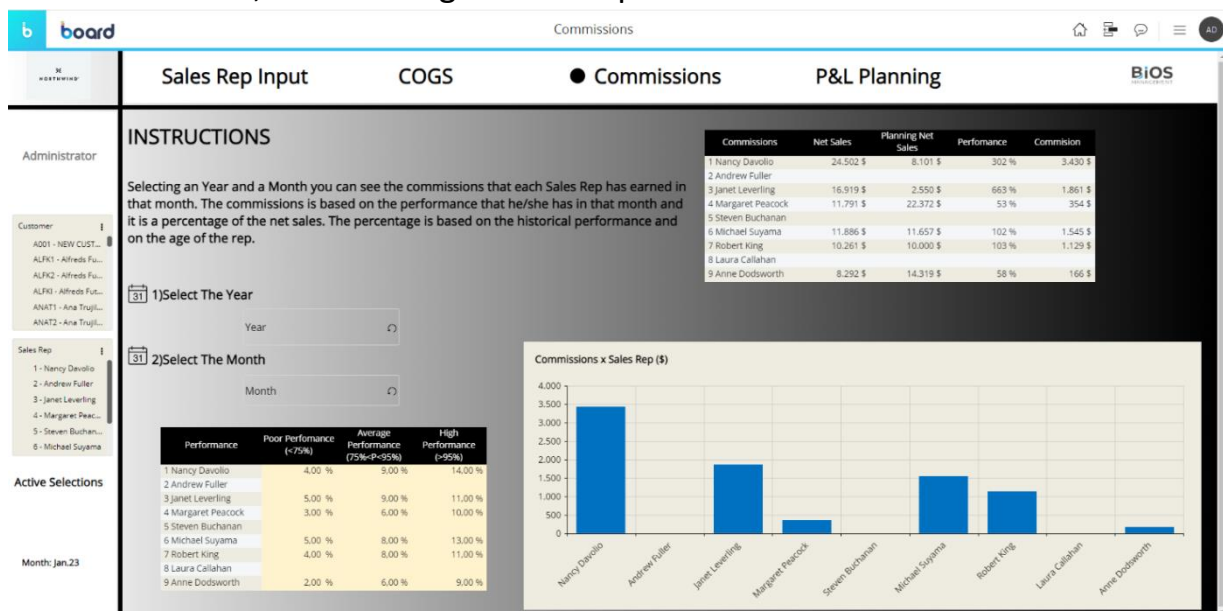 b board
Commissions
AD
NORTHWIND
Sales Rep Input COGS Commissions P&L Planning
BiOS
Administrator
Customer
A001 - NEW CUST...
ALFK1 - Alfreds Fu...
ALFK2 - Alfreds Fu...
ALFKI - Alfreds Fut...
ANAT1 - Ana Trujil...
ANAT2 - Ana Trujil...
Sales Rep
1 - Nancy Davolio
2 - Andrew Fuller
3 - Janet Leverling
4 - Margaret Peac...
5 - Steven Buchan...
6 - Michael Suyama
Active Selections
Month: Jan.23
INSTRUCTIONS
Selecting an Year and a Month you can see the commissions that each Sales Rep has earned in
that month. The commissions is based on the performance that he/she has in that month and
it is a percentage of the net sales. The percentage is based on the historical performance and
on the age of the rep.
31 1)Select The Year
Year
31 2)Select The Month
Month
Performance Poor Perfomance (<75%) Average Performance (75%<P<95%) High Performance (>95%)
1 Nancy Davolio 4,00 % 9,00 % 14,00 %
2 Andrew Fuller
3 Janet Leverling 5,00 % 9,00 % 11,00 %
4 Margaret Peacock 3,00 % 6,00 % 10,00 %
5 Steven Buchanan
6 Michael Suyama 5,00 % 8,00 % 13,00 %
7 Robert King 4,00 % 8,00 % 11,00 %
8 Laura Callahan
9 Anne Dodsworth 2,00 % 6,00 % 9,00 %
Commissions Net Sales Planning Net Sales Perfomance Commision
1 Nancy Davolio 24.502 $ 8.101 $ 302 % 3.430 $
2 Andrew Fuller
3 Janet Leverling 16.919 $ 2.550 $ 663 % 1.861 $
4 Margaret Peacock 11.791 $ 22.372 $ 53 % 354 $
5 Steven Buchanan
6 Michael Suyama 11.886 $ 11.657 $ 102 % 1.545 $
7 Robert King 10.261 $ 10.000 $ 103 % 1.129 $
8 Laura Callahan
9 Anne Dodsworth 8.292 $ 14.319 $ 58 % 166 $
Commissions x Sales Rep ($)
4.000
3.500
3.000
2.500
2.000
1.500
1.000
500
0
Nancy Davolio
Andrew Fuller
Janet Leverling
Margaret Peacock
Steven Buchanan
Michael Suyama
Robert King
Laura Callahan
Anne Dodsworth